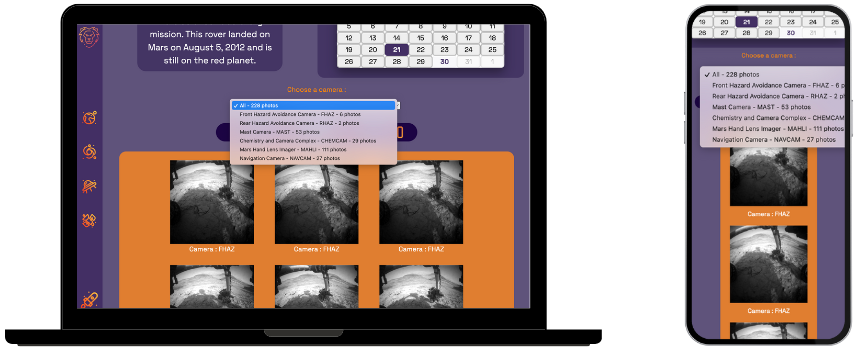 mission. This rover landed on
Mars on August 5, 2012 and is
still on the red planet.
5 6 7 8 9 10 11
12 13 14 15 16 17 18
19 20 21 22 23 24 25
26 27 28 29 30 31 1
Choose a camera :
✓ All - 228 photos
Front Hazard Avoidance Camera - FHAZ - 6 photos
Rear Hazard Avoidance Camera - RHAZ - 2 photos
Mast Camera - MAST - 53 photos
Chemistry and Camera Complex - CHEMCAM - 29 photos
Mars Hand Lens Imager - MAHLI - 111 photos
Navigation Camera - NAVCAM - 27 photos
Camera : FHAZ
Camera : FHAZ
Camera : FHAZ
19 20 21 22 23 24 25
26 27 28 29 30 31 1
Choose a camera :
✓ All - 228 photos
Front Hazard Avoidance Camera - FHAZ - 6 p
Rear Hazard Avoidance Camera - RHAZ - 2 p
Mast Camera - MAST - 53 photos
Chemistry and Camera Complex - CHEMCAM
Mars Hand Lens Imager - MAHLI - 111 photos
Navigation Camera - NAVCAM - 27 photos
Camera : FHAZ
Camera : FHAZ